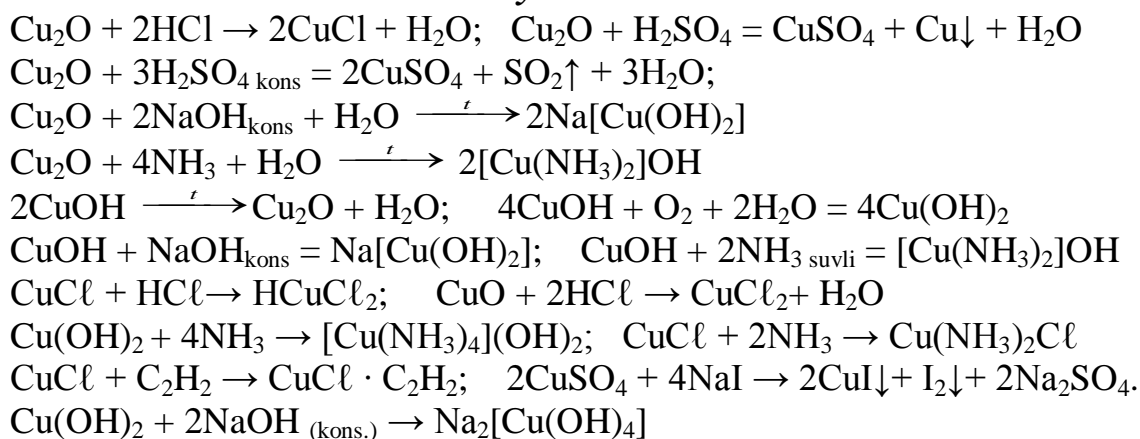 Cu₂O + 2HCl → 2CuCl + H₂O; Cu₂O + H₂SO₄ = CuSO₄ + Cu↓ + H₂O
Cu₂O + 3H₂SO₄ kons = 2CuSO₄ + SO₂↑ + 3H₂O;
Cu₂O + 2NaOHkons + H₂O —t→ 2Na[Cu(OH)₂]
Cu₂O + 4NH₃ + H₂O —t→ 2[Cu(NH₃)₂]OH
2CuOH —t→ Cu₂O + H₂O; 4CuOH + O₂ + 2H₂O = 4Cu(OH)₂
CuOH + NaOHkons = Na[Cu(OH)₂]; CuOH + 2NH₃ suvli = [Cu(NH₃)₂]OH
CuCℓ + HCℓ→ HCuCℓ₂; CuO + 2HCℓ → CuCℓ₂+ H₂O
Cu(OH)₂ + 4NH₃ → [Cu(NH₃)₄](OH)₂; CuCℓ + 2NH₃ → Cu(NH₃)₂Cℓ
CuCℓ + C₂H₂ → CuCℓ · C₂H₂; 2CuSO₄ + 4NaI → 2CuI↓+ I₂↓+ 2Na₂SO₄.
Cu(OH)₂ + 2NaOH (kons.) → Na₂[Cu(OH)₄]